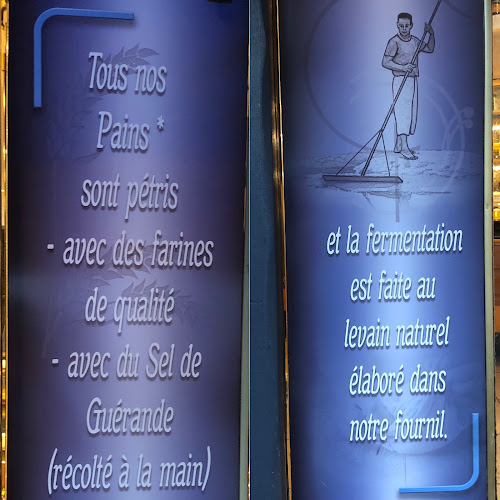 Tous nos
Pains *
sont pétris
- avec des farines
de qualité
- avec du Sel de
Guérande
(récolté à la main)
et la fermentation
est faite au
levain naturel
élaboré dans
notre fournil.